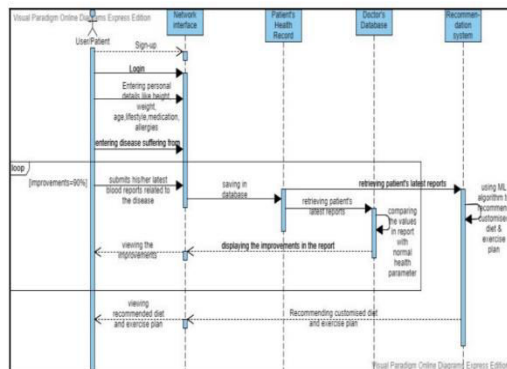 Visual Paradigm Online Diagrams Express Edition
User/Patient
Network
interface
Patient's
Health
Record
Doctor's
Database
Recommen-
dation
system
Sign-up
Login
Entering personal
details like height
weight,
age,lifestyle,medication,
allergies
entering disease suffering from
loop
[improvements=90%]
submits his/her latest
blood reports related to
the disease
saving in
database
retrieving patient's latest reports
retrieving patient's
latest reports
using ML
algorithm to
recommend
customised
diet &
exercise
plan
comparing
the values
in report
with
normal
health
parameter
displaying the improvements in the report
viewing
the
improvements
viewing
recommended diet
and exercise plan
Recommending customised diet
and exercise plan
Visual Paradigm Online Diagrams Express Edition